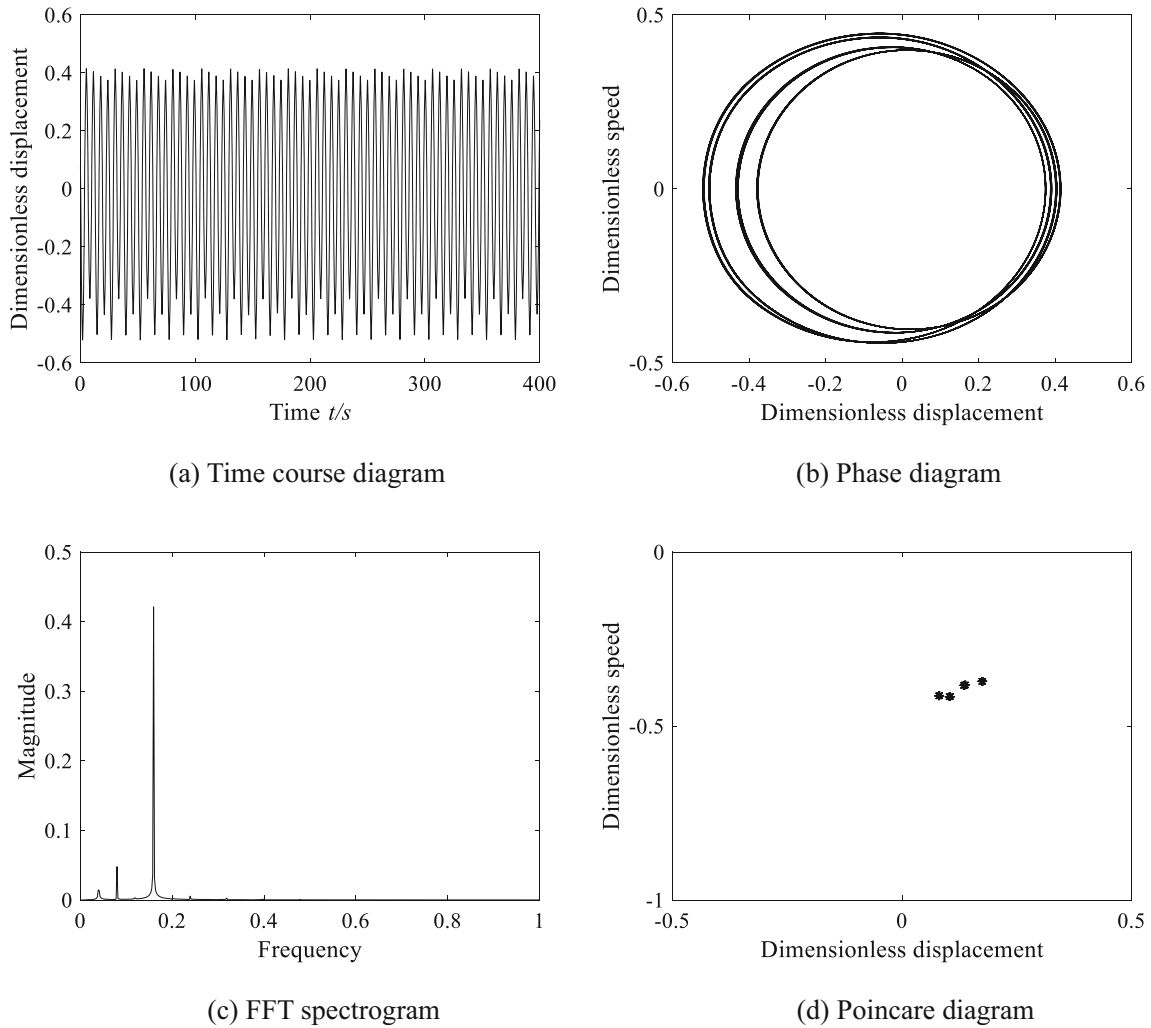 0.6
0.4
0.2
0
-0.2
-0.4
-0.6
Dimensionless displacement
0 100 200 300 400
Time t/s
(a) Time course diagram
0.5
0
-0.5
Dimensionless speed
-0.6 -0.4 -0.2 0 0.2 0.4 0.6
Dimensionless displacement
(b) Phase diagram
0.5
0.4
0.3
0.2
0.1
0
Magnitude
0 0.2 0.4 0.6 0.8 1
Frequency
(c) FFT spectrogram
0
-0.5
-1
Dimensionless speed
-0.5 0 0.5
Dimensionless displacement
(d) Poincare diagram